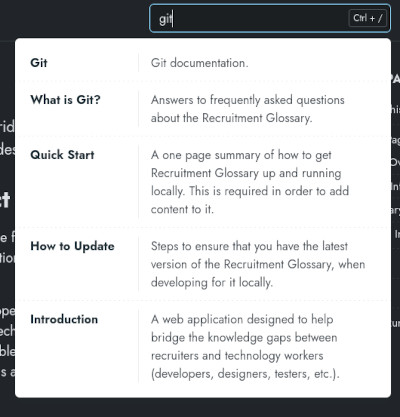 git
Ctrl + /
Git
Git documentation.
What is Git?
Answers to frequently asked questions
about the Recruitment Glossary.
Quick Start
A one page summary of how to get
Recruitment Glossary up and running
locally. This is required in order to add
content to it.
How to Update
Steps to ensure that you have the latest
version of the Recruitment Glossary, when
developing for it locally.
Introduction
A web application designed to help
bridge the knowledge gaps between
recruiters and technology workers
(developers, designers, testers, etc.).